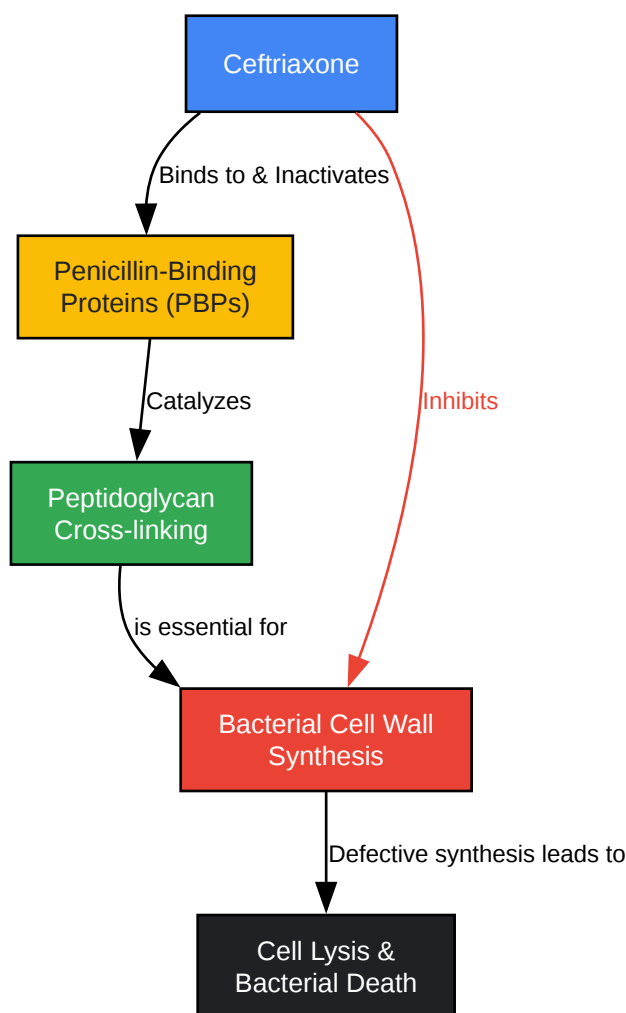 Ceftriaxone
Binds to & Inactivates
Penicillin-Binding
Proteins (PBPs)
Catalyzes
Inhibits
Peptidoglycan
Cross-linking
is essential for
Bacterial Cell Wall
Synthesis
Defective synthesis leads to
Cell Lysis &
Bacterial Death